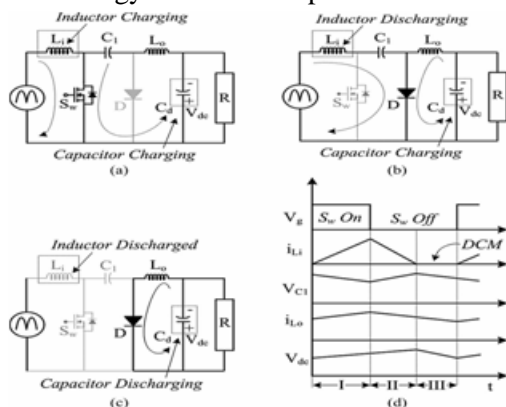 Inductor Charging
Li C1 Lo
Sw D Cd Vdc R
- +
Capacitor Charging
(a)
Inductor Discharging
Li C1 Lo
Sw D Cd Vdc R
- +
Capacitor Charging
(b)
Inductor Discharged
Li C1 Lo
Sw D Cd Vdc R
- +
Capacitor Discharging
(c)
Vg Sw On Sw Off
iLi DCM
VC1
iLo
Vdc
I II III t
(d)